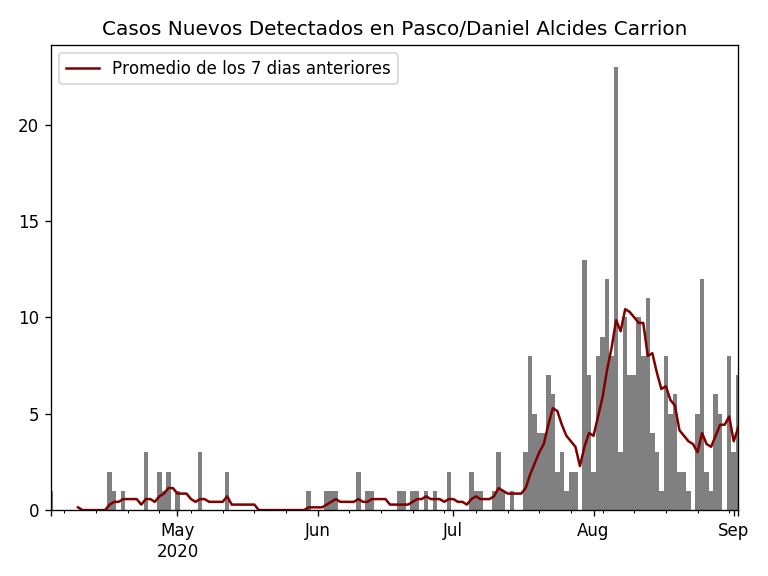 Casos Nuevos Detectados en Pasco/Daniel Alcides Carrion
Promedio de los 7 dias anteriores
20
15
10
5
0
May
2020
Jun
Jul
Aug
Sep